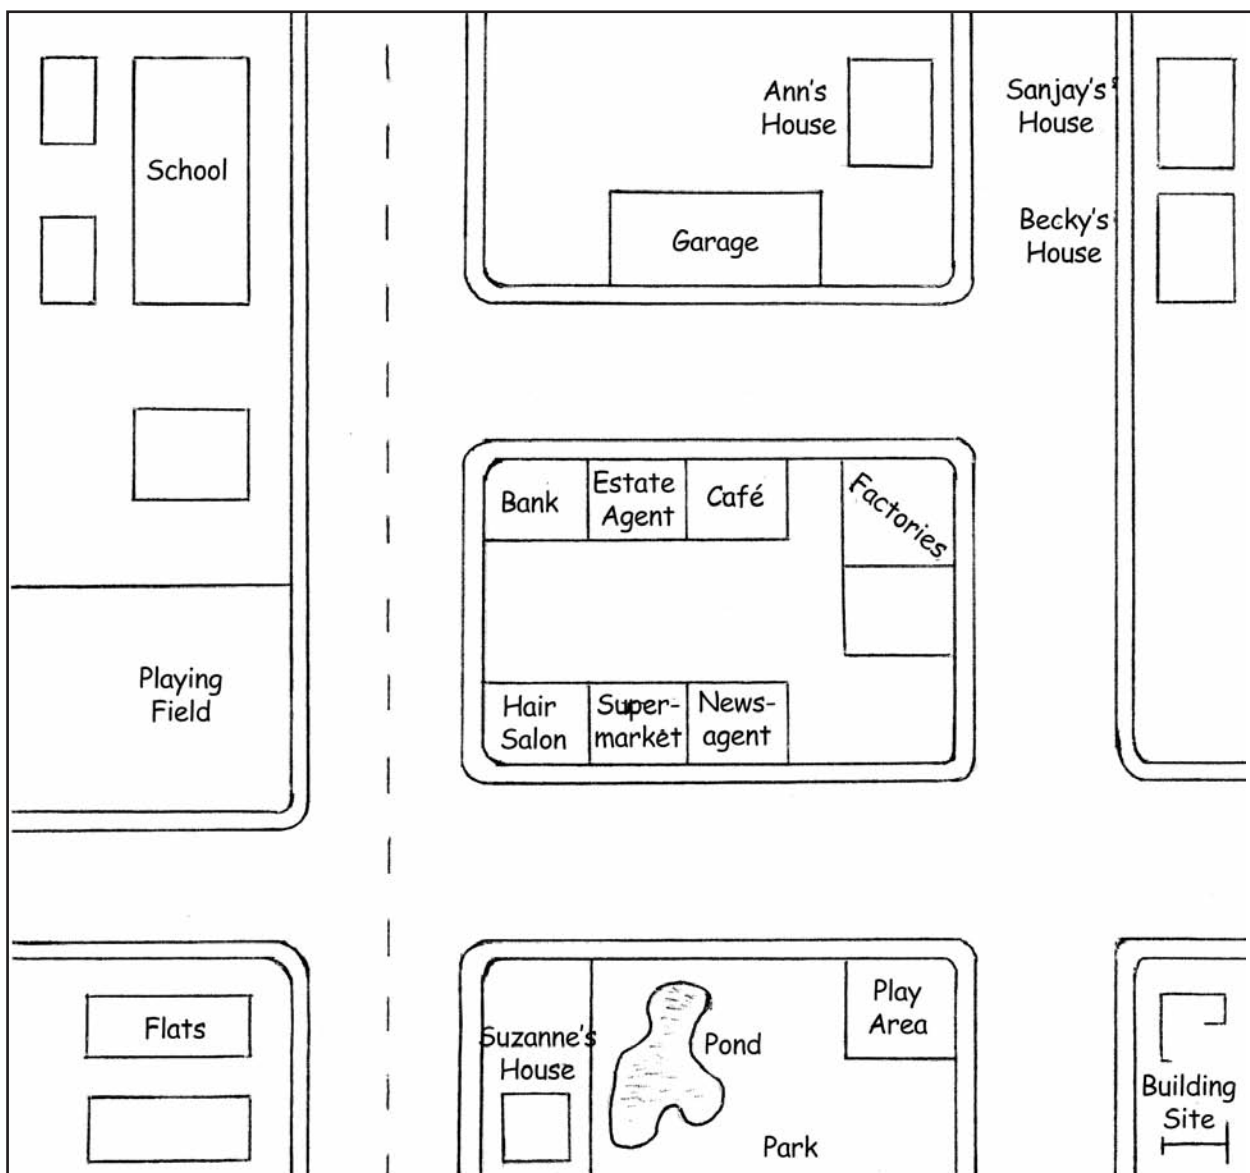 Ann's
House
Sanjay's
House
School
Becky's
House
Garage
Bank
Estate
Agent
Café
Factories
Playing
Field
Hair
Salon
Super-
market
News-
agent
Flats
Suzanne's
House
Pond
Play
Area
Park
Building
Site